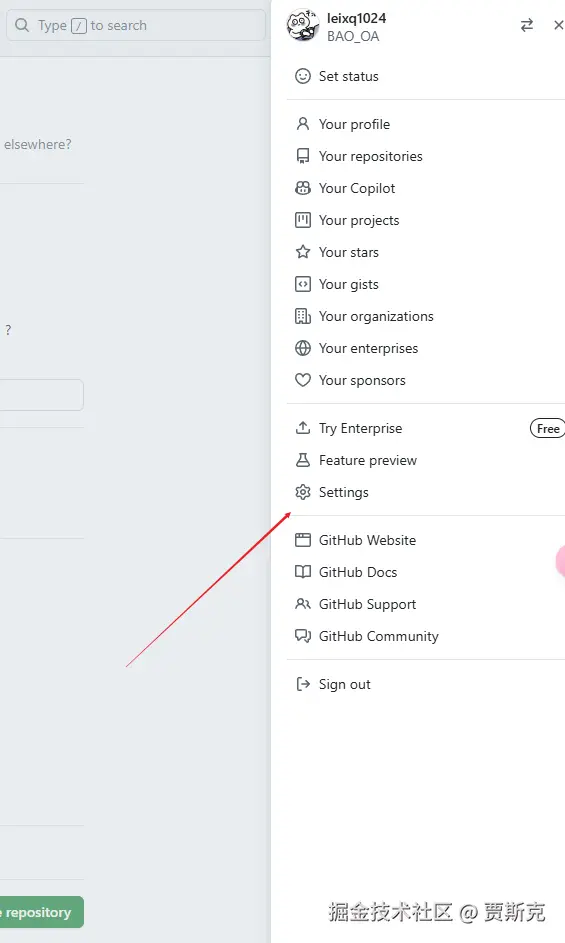 Type / to search
leixq1024
BAO_OA
Set status
elsewhere?
Your profile
Your repositories
Your Copilot
Your projects
Your stars
Your gists
?
Your organizations
Your enterprises
Your sponsors
Try Enterprise Free
Feature preview
Settings
GitHub Website
GitHub Docs
GitHub Support
GitHub Community
Sign out
repository
掘金技术社区 @ 贾斯克